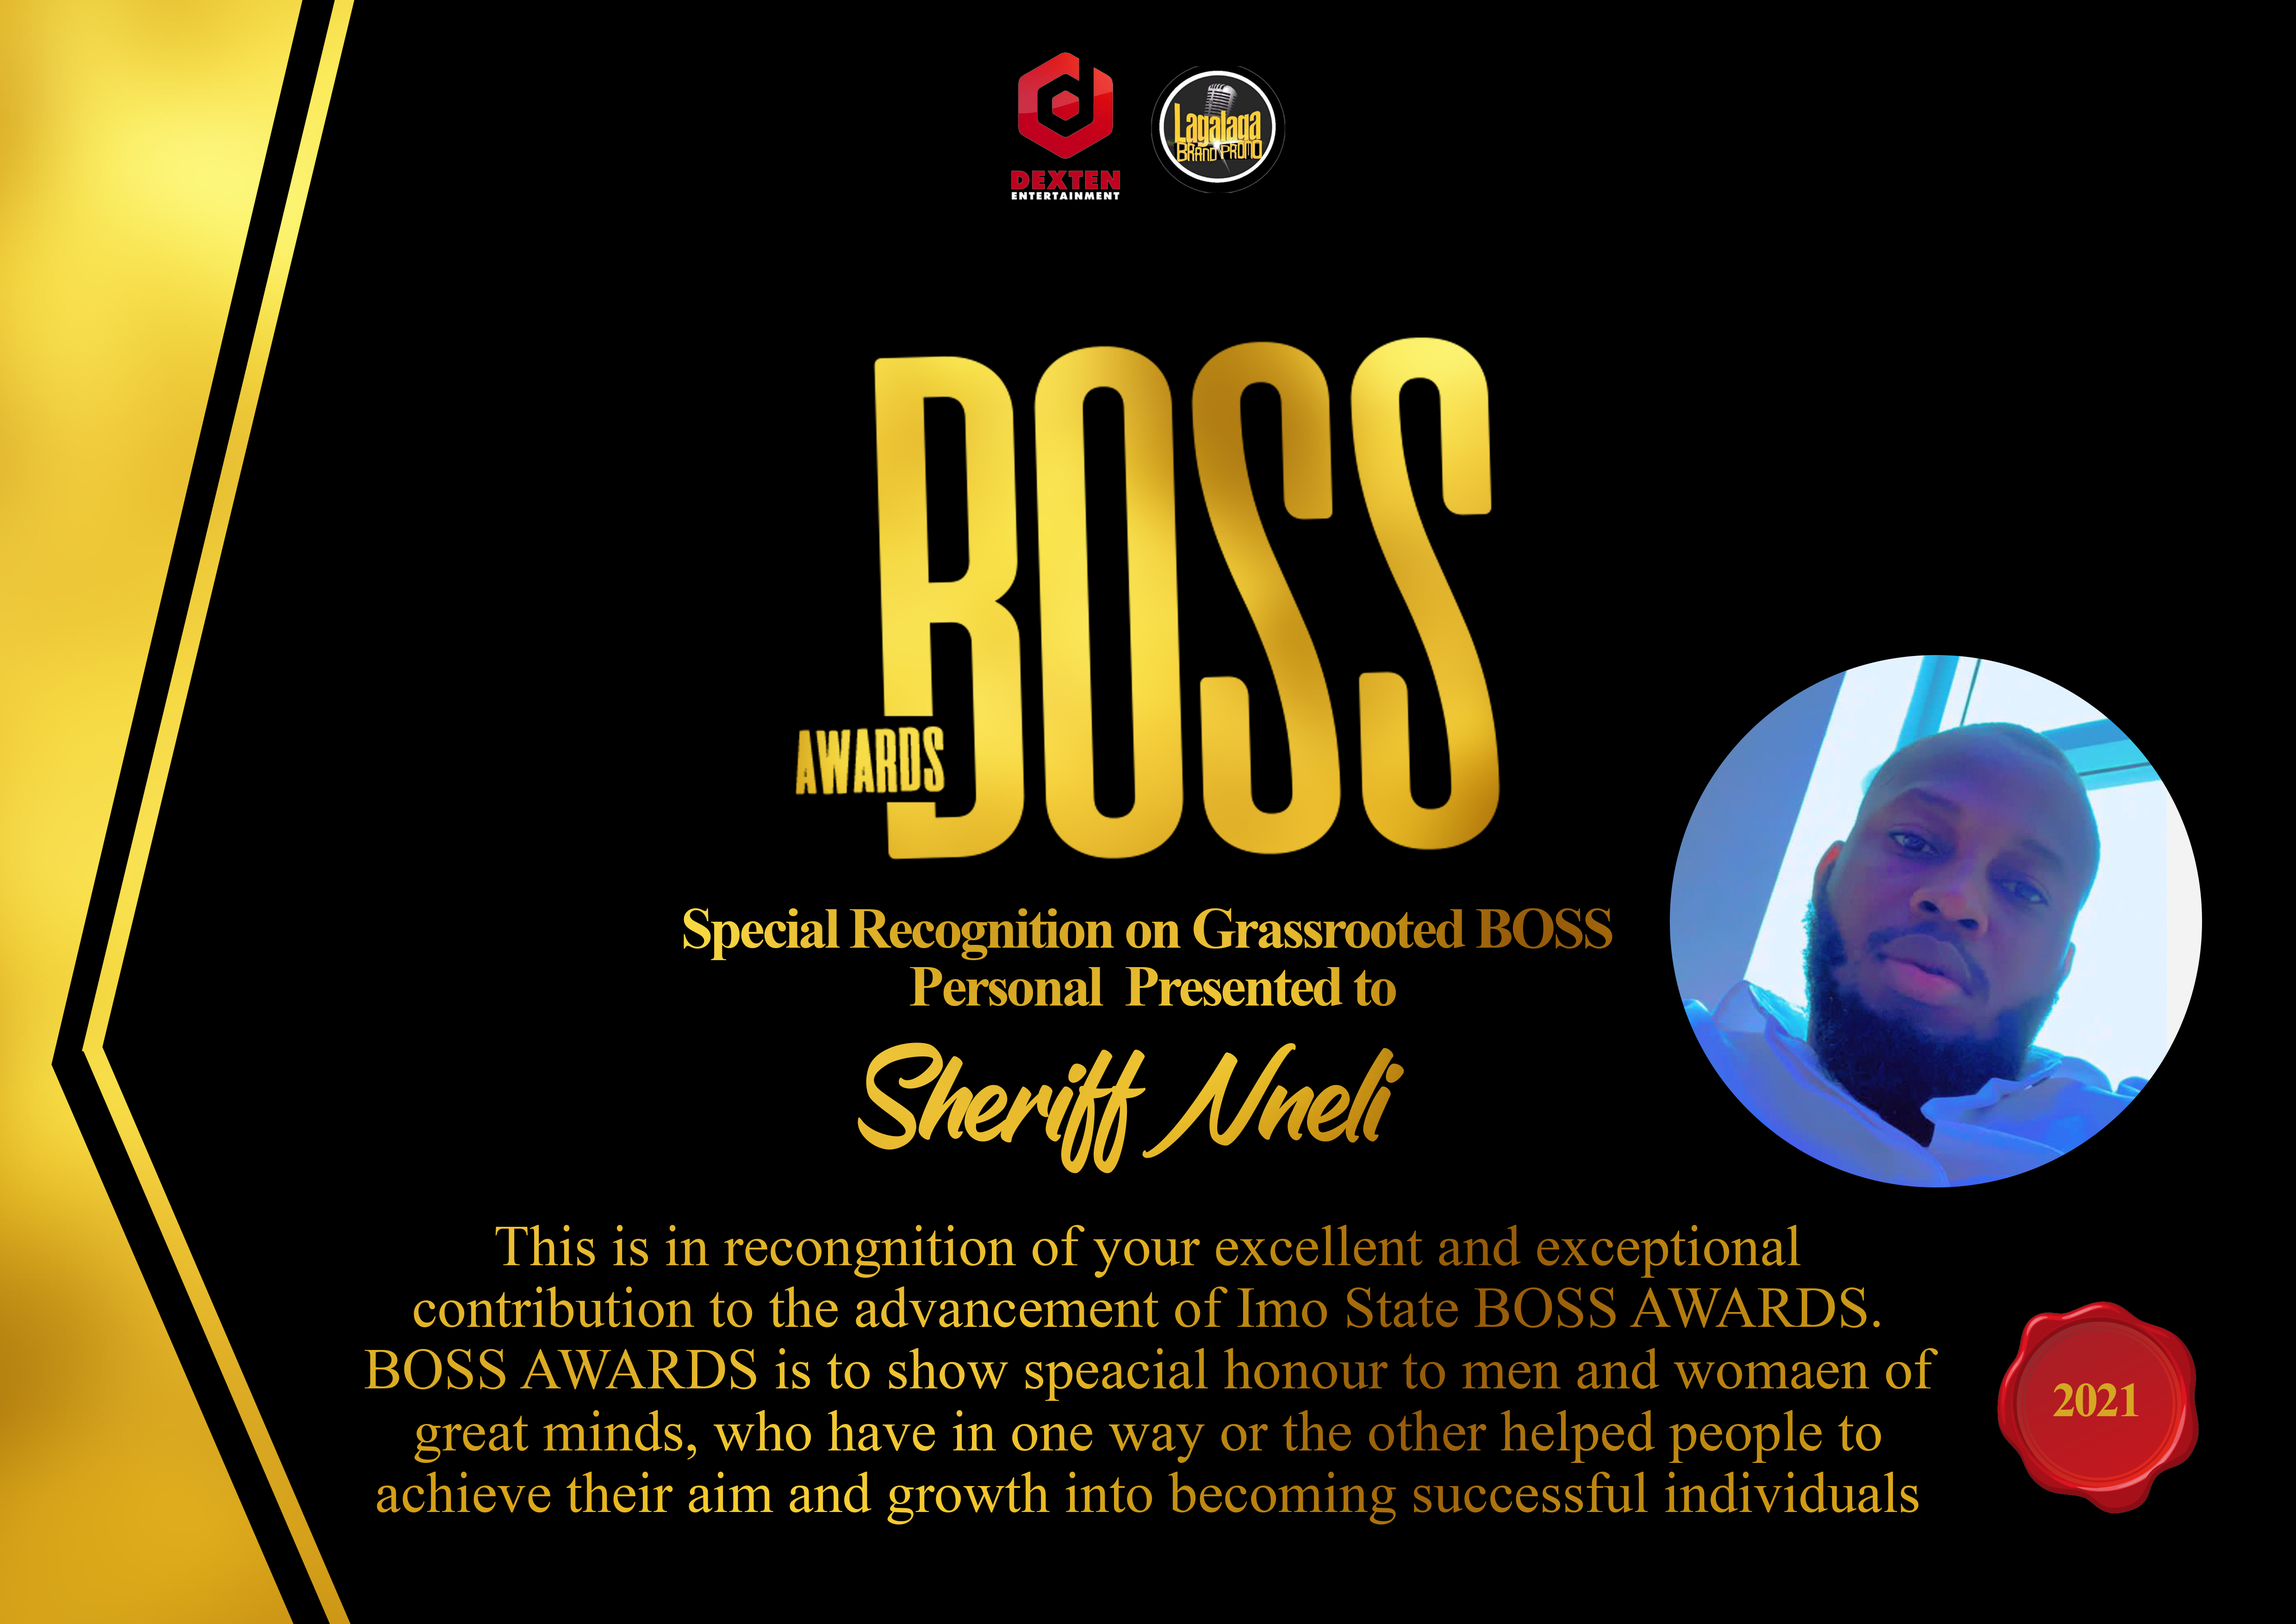 DEXTEN
ENTERTAINMENT
Lagalaga
BRAND PROMO
BOSS
AWARDS
Special Recognition on Grassrooted BOSS
Personal Presented to
Sheriff Nneli
This is in recongnition of your excellent and exceptional
contribution to the advancement of Imo State BOSS AWARDS.
BOSS AWARDS is to show speacial honour to men and womaen of
great minds, who have in one way or the other helped people to
achieve their aim and growth into becoming successful individuals
2021